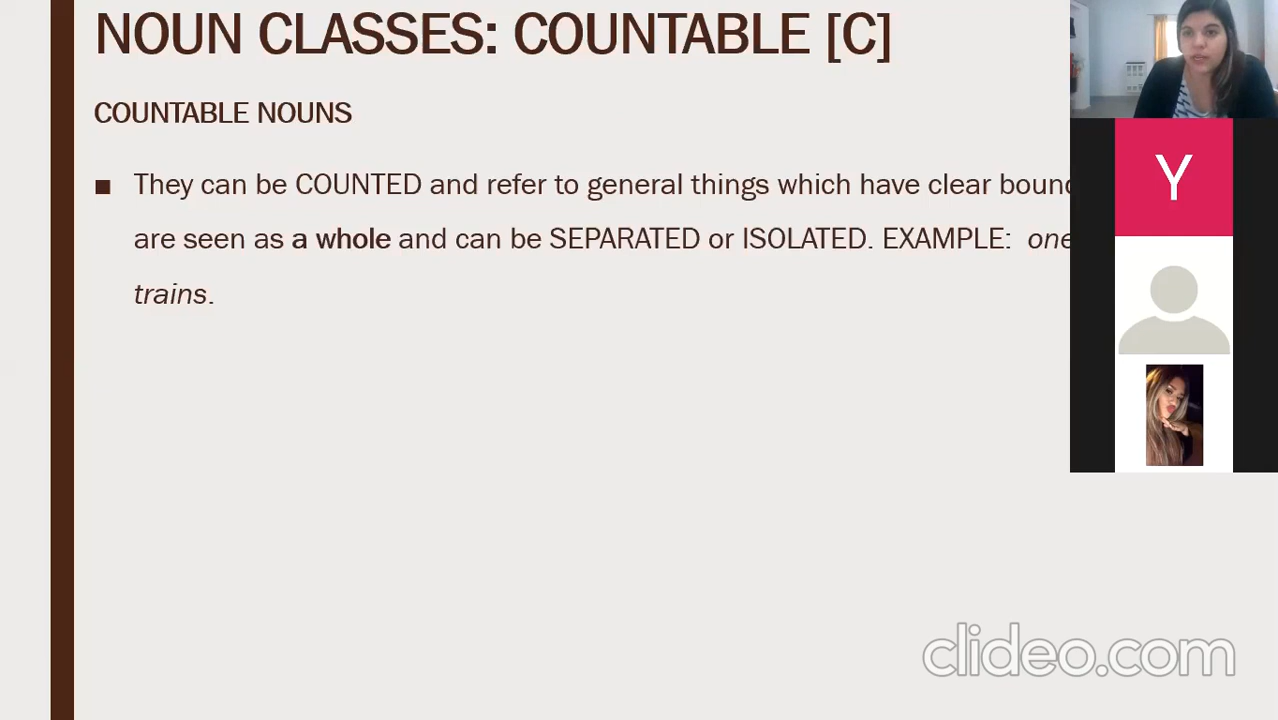 NOUN CLASSES: COUNTABLE [C]
COUNTABLE NOUNS
■ They can be COUNTED and refer to general things which have clear
are seen as a whole and can be SEPARATED or ISOLATED. EXAMPLE: one
trains.
Y
clideo.com